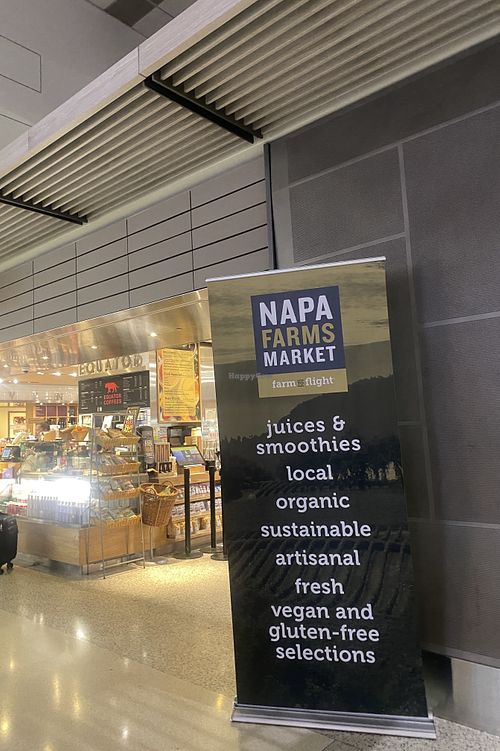 NAPA
FARMS
MARKET
farm to flight
juices &
smoothies
local
organic
sustainable
artisanal
fresh
vegan and
gluten-free
selections
EQUATOR
EQUATOR
COFFEES